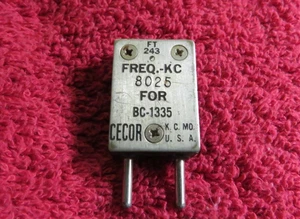 FT
243
FREQ.-KC
8025
FOR
BC-1335
CECOR K. C. MO.
U. S. A.